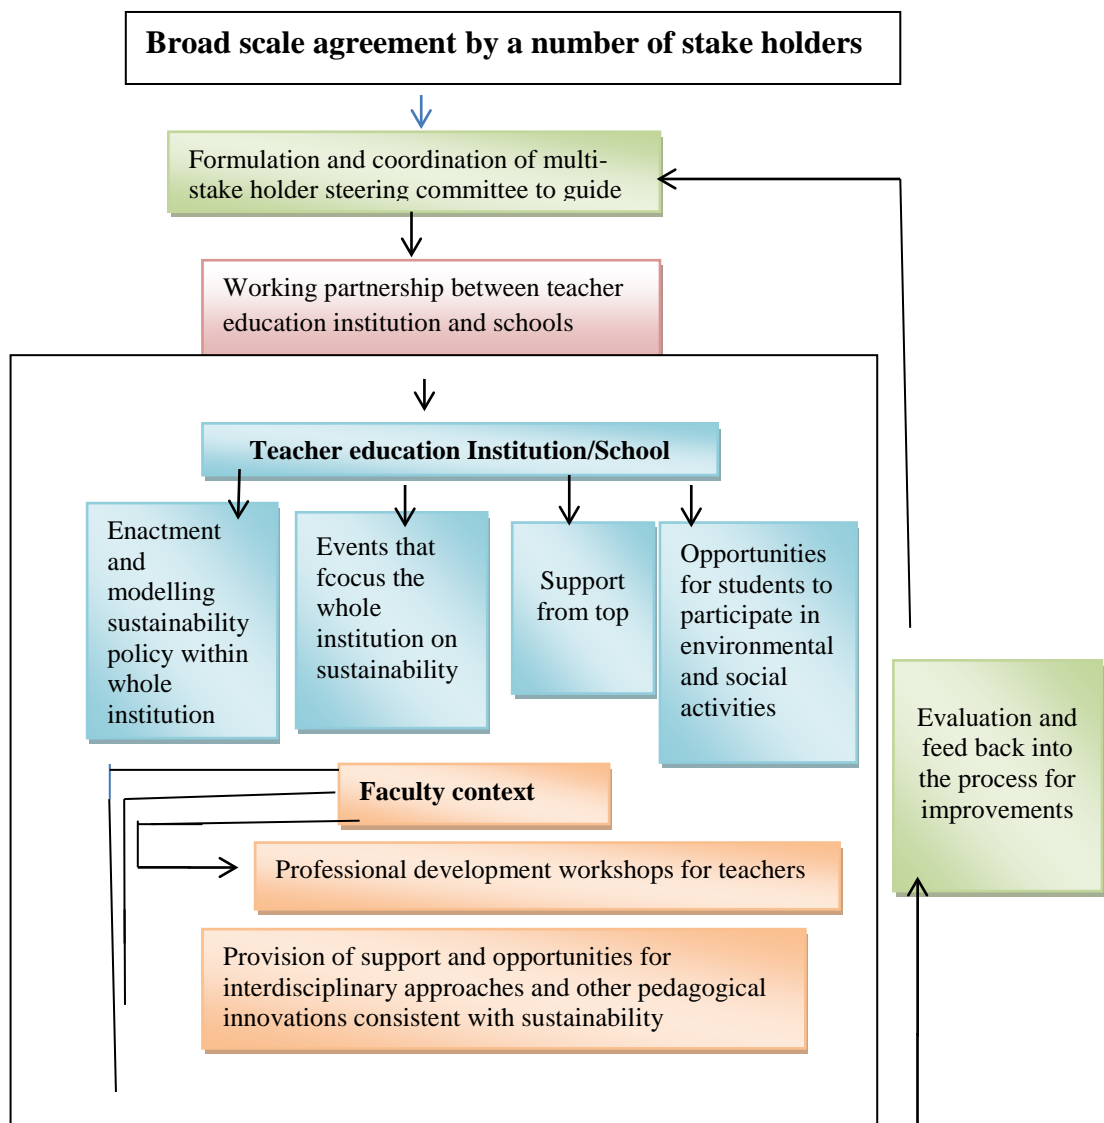 Broad scale agreement by a number of stake holders
Formulation and coordination of multi-
stake holder steering committee to guide
Working partnership between teacher
education institution and schools
Teacher education Institution/School
Enactment
and
modelling
sustainability
policy within
whole
institution
Events that
fcocus the
whole
institution on
sustainability
Support
from top
Opportunities
for students to
participate in
environmental
and social
activities
Evaluation and
feed back into
the process for
improvements
Faculty context
Professional development workshops for teachers
Provision of support and opportunities for
interdisciplinary approaches and other pedagogical
innovations consistent with sustainability